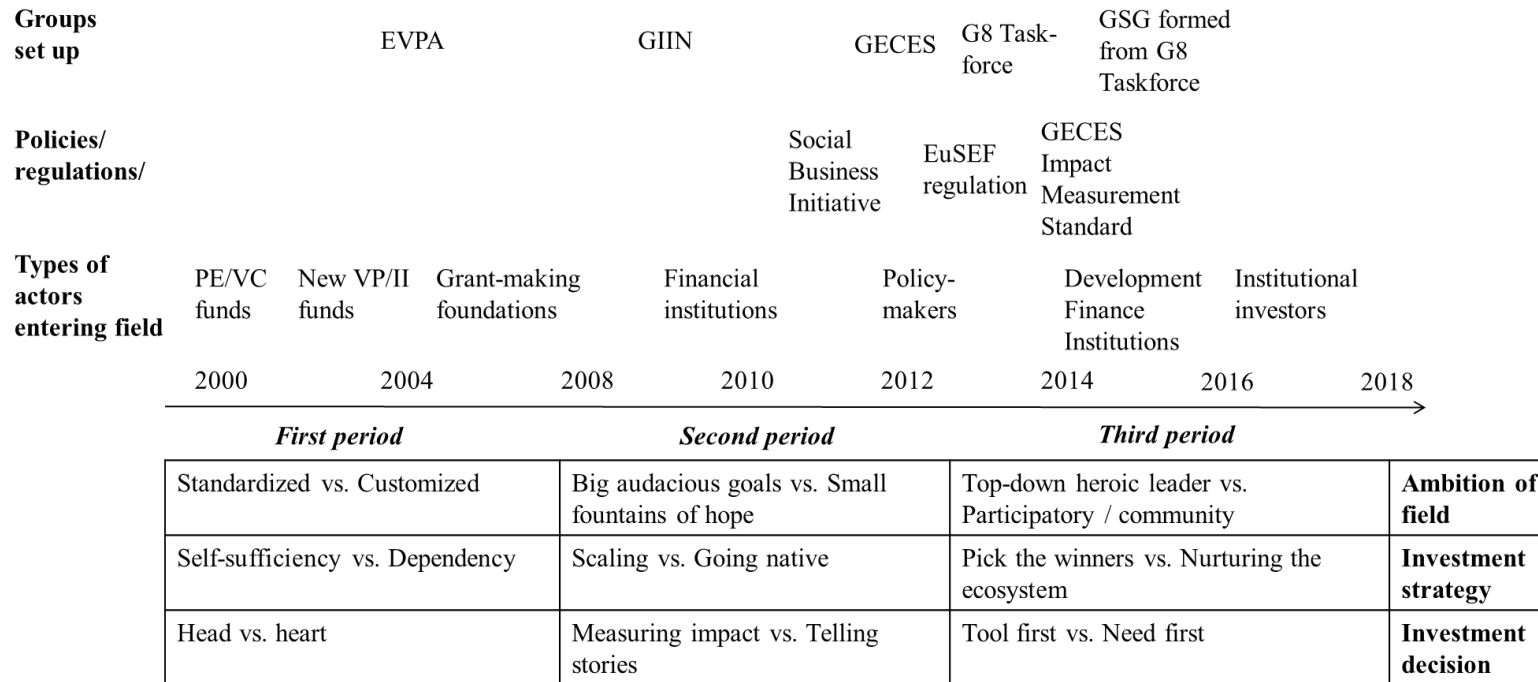 Groups
set up
EVPA
GIIN
GECES
G8 Task-
force
GSG formed
from G8
Taskforce
Policies/
regulations/
Social
Business
Initiative
EuSEF
regulation
GECES
Impact
Measurement
Standard
Types of
actors
entering field
PE/VC
funds
New VP/II
funds
Grant-making
foundations
Financial
institutions
Policy-
makers
Development
Finance
Institutions
Institutional
investors
2000 2004 2008 2010 2012 2014 2016 2018
First period Second period Third period
Standardized vs. Customized
Big audacious goals vs. Small
fountains of hope
Top-down heroic leader vs.
Participatory / community
Ambition of
field
Self-sufficiency vs. Dependency
Scaling vs. Going native
Pick the winners vs. Nurturing the
ecosystem
Investment
strategy
Head vs. heart
Measuring impact vs. Telling
stories
Tool first vs. Need first
Investment
decision